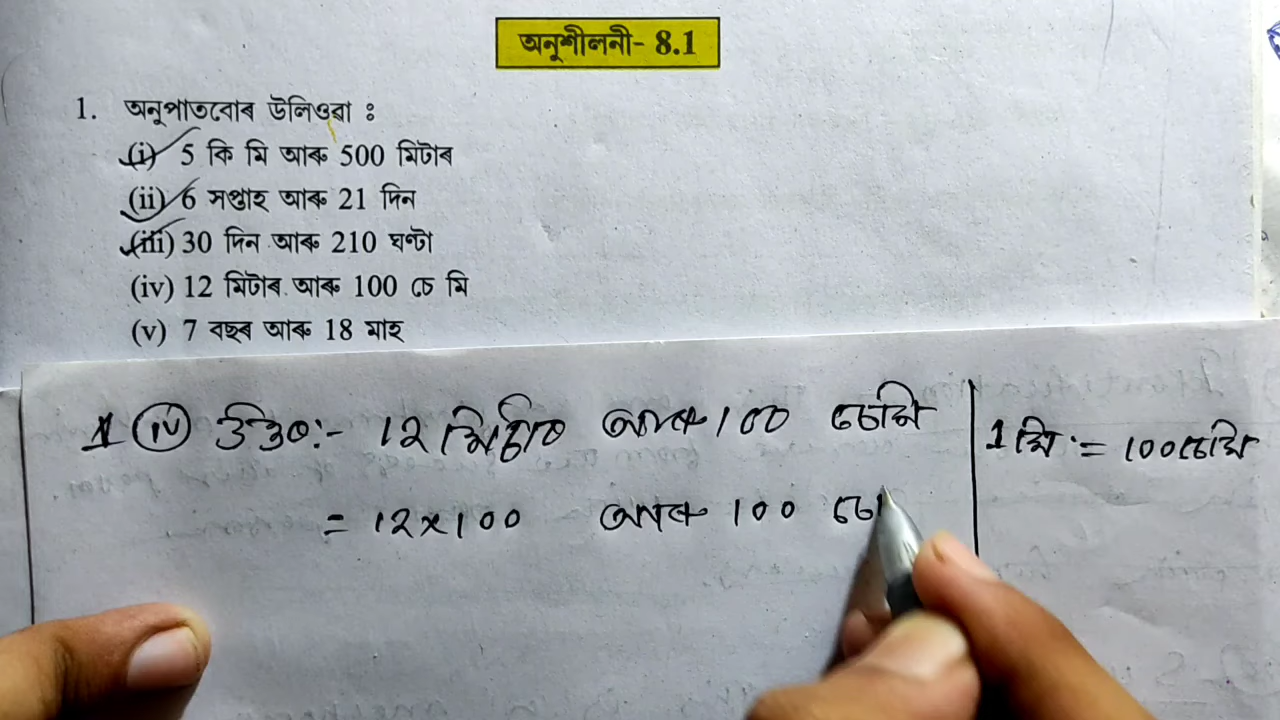 অনুশীলনী- 8.1
1. অনুপাতবোৰ উলিওৱা ঃ
(i) 5 কি মি আৰু 500 মিটাৰ
(ii) 6 সপ্তাহ আৰু 21 দিন
(iii) 30 দিন আৰু 210 ঘণ্টা
(iv) 12 মিটাৰ আৰু 100 চে মি
(v) 7 বছৰ আৰু 18 মাহ
1 (iv) উত্তৰ:- 12 মিটাৰ আৰু 100 চেমি
1 মি = 100 চেমি
= 12×100 আৰু 100 চে